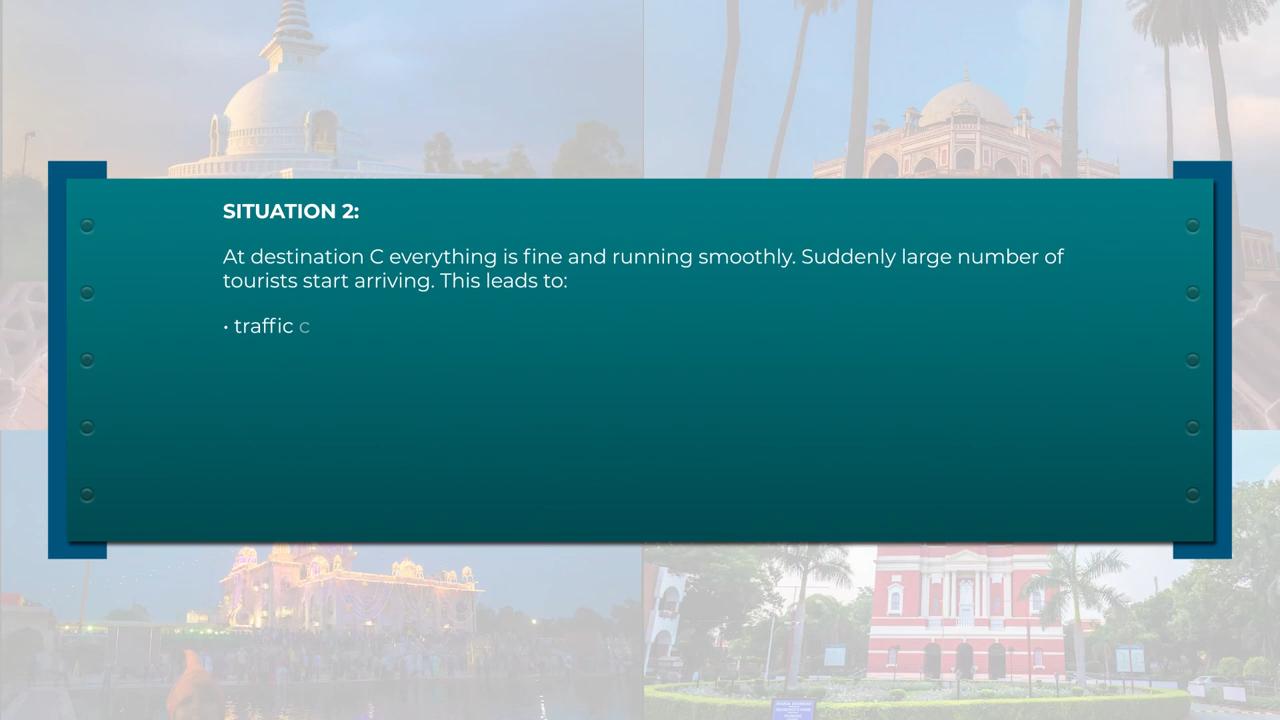 SITUATION 2:
At destination C everything is fine and running smoothly. Suddenly large number of
tourists start arriving. This leads to:
• traffic c